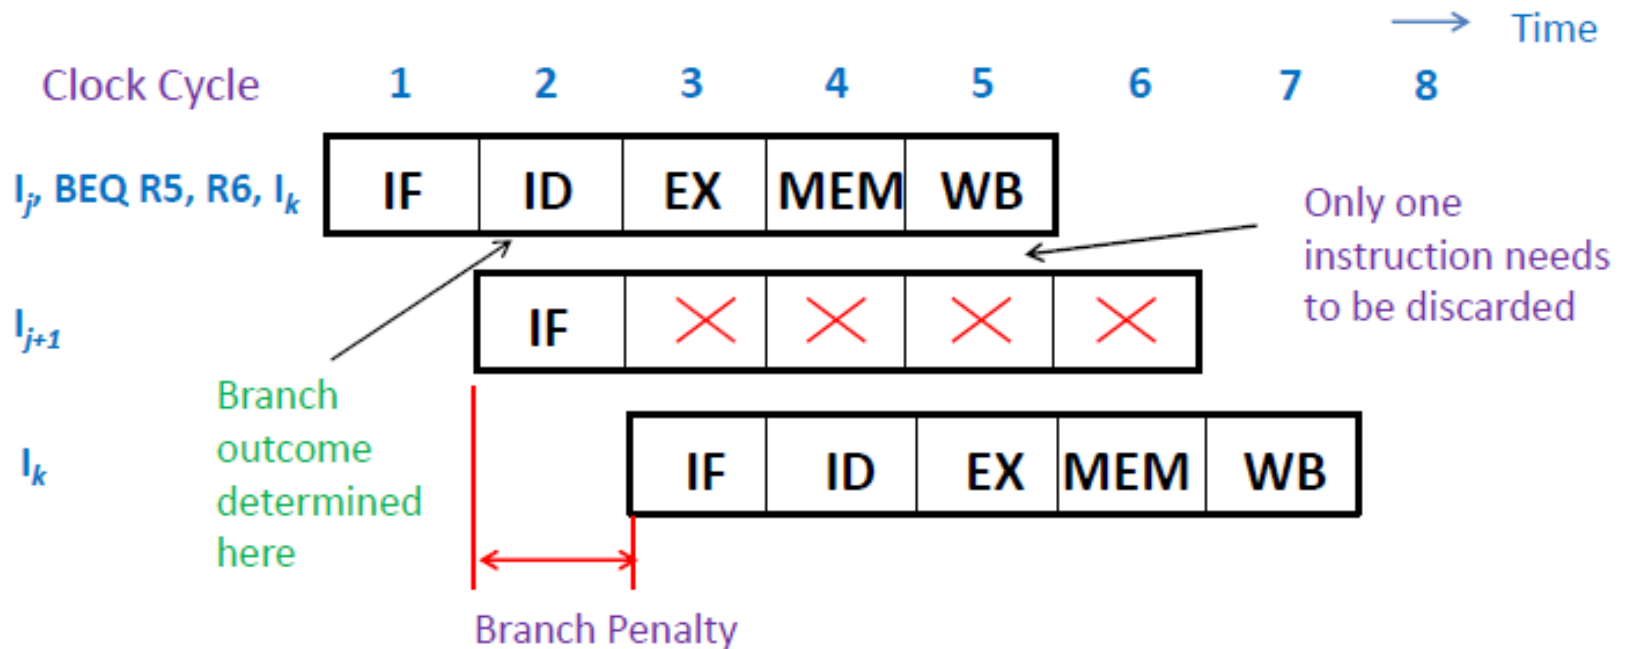 Time
Clock Cycle 1 2 3 4 5 6 7 8
Ij, BEQ R5, R6, Ik IF ID EX MEM WB
Only one
instruction needs
to be discarded
Ij+1 IF
Branch
outcome
determined
here
Ik IF ID EX MEM WB
Branch Penalty